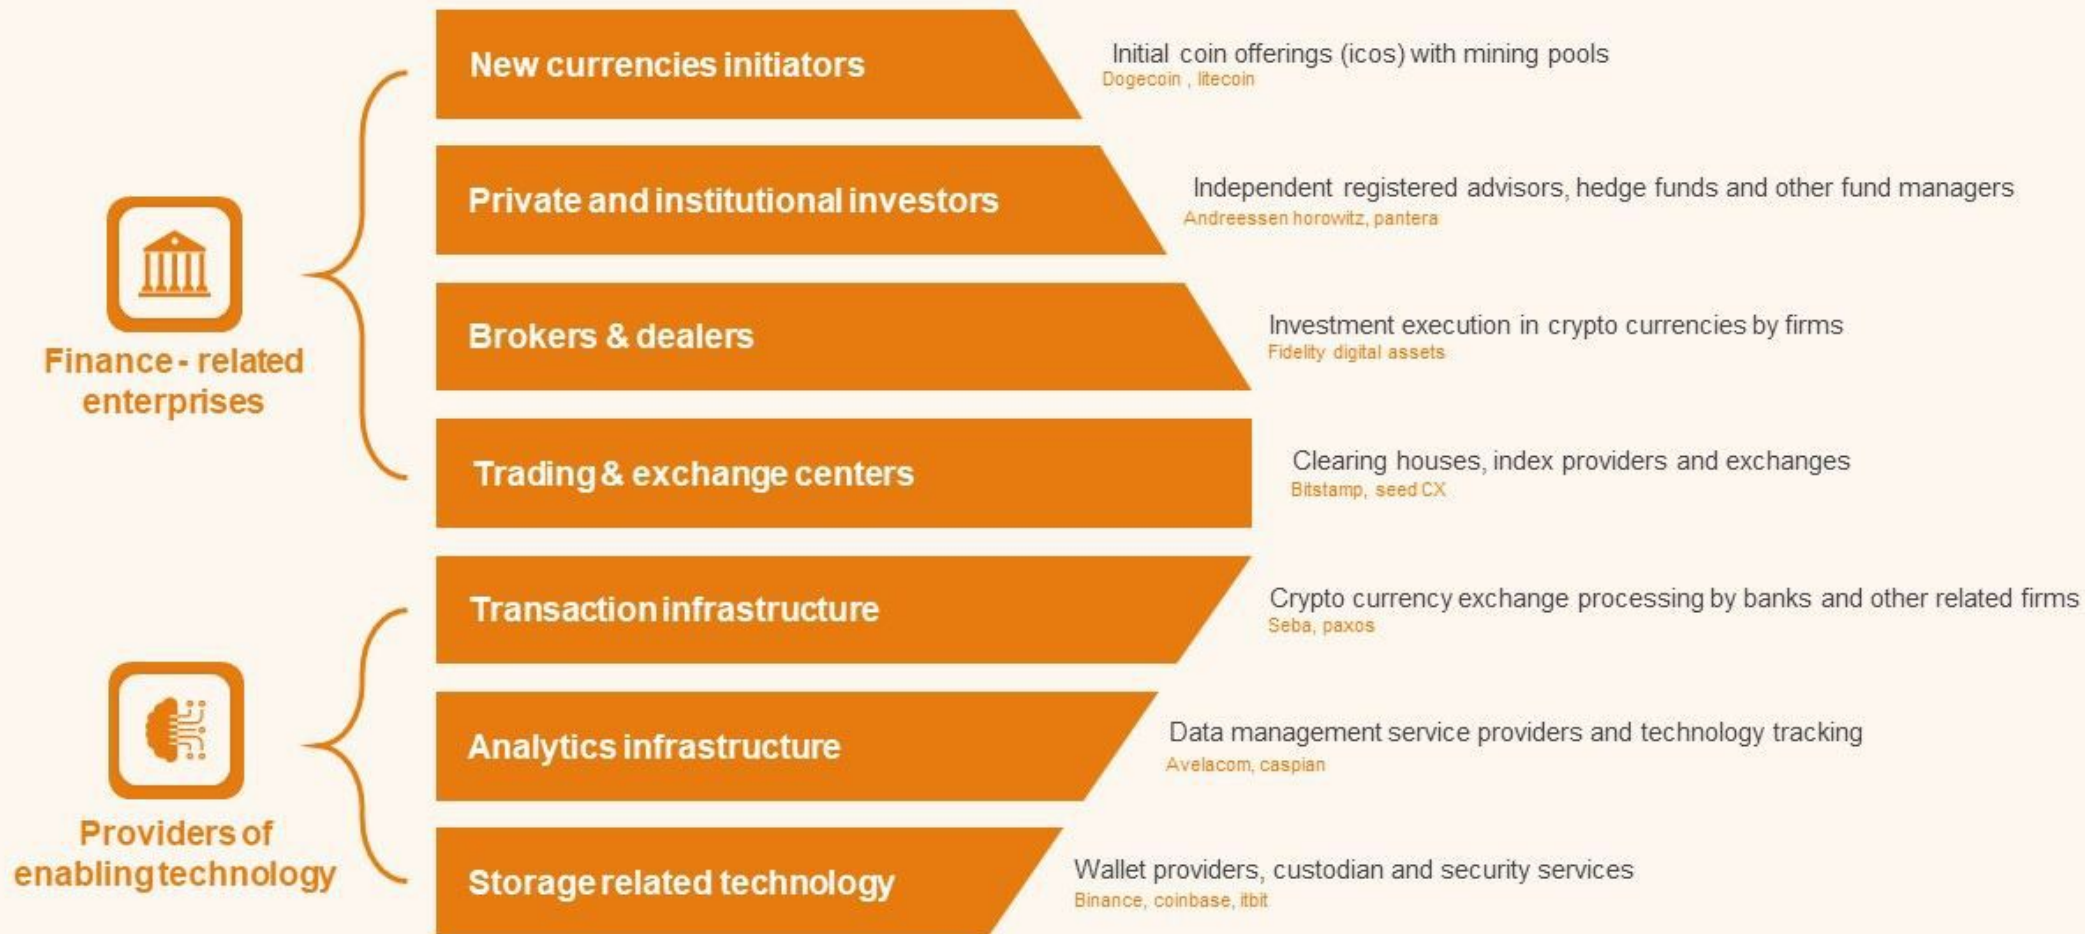 New currencies initiators
Initial coin offerings (icos) with mining pools
Dogecoin , litecoin
Private and institutional investors
Independent registered advisors, hedge funds and other fund managers
Andreessen horowitz, pantera
Brokers & dealers
Investment execution in crypto currencies by firms
Fidelity digital assets
Trading & exchange centers
Clearing houses, index providers and exchanges
Bitstamp, seed CX
Finance - related
enterprises
Transaction infrastructure
Crypto currency exchange processing by banks and other related firms
Seba, paxos
Analytics infrastructure
Data management service providers and technology tracking
Avelacom, caspian
Storage related technology
Wallet providers, custodian and security services
Binance, coinbase, itbit
Providers of
enabling technology